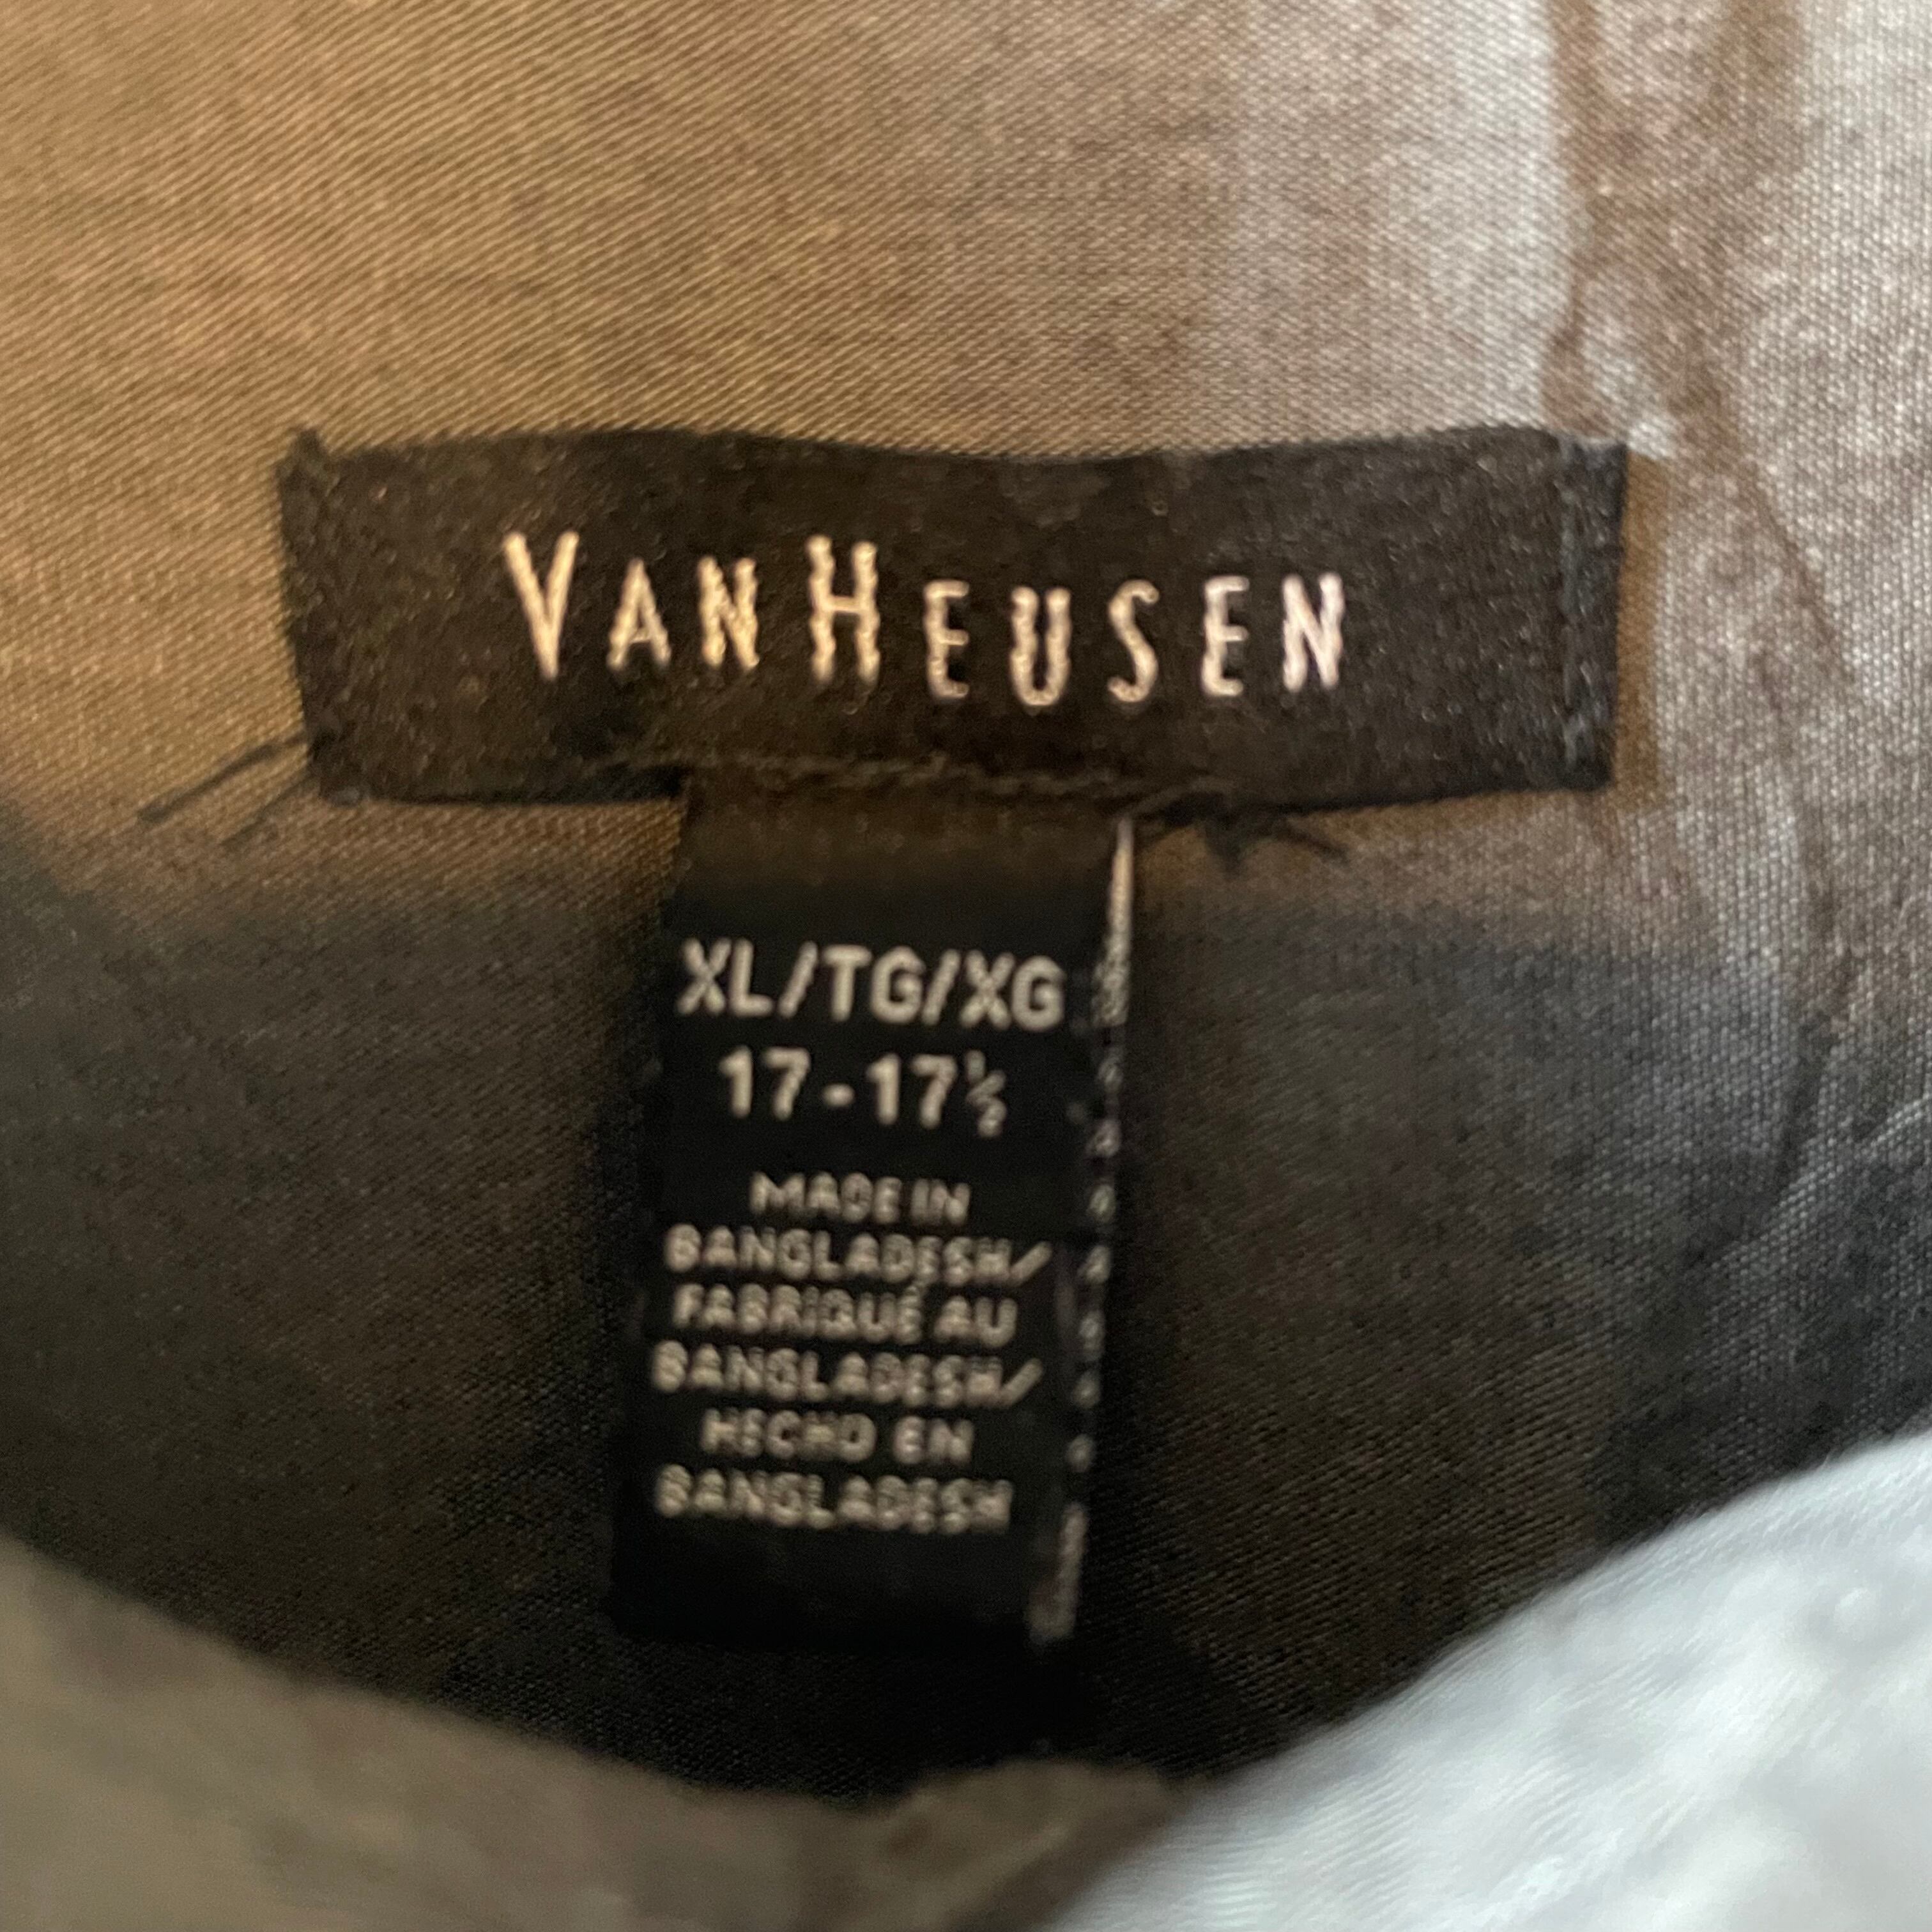 VANHEUSEN
XL/TG/XG
17-17½
MADE IN
BANGLADESH/
FABRIQUÉ AU
BANGLADESH/
HECHO EN
BANGLADESH